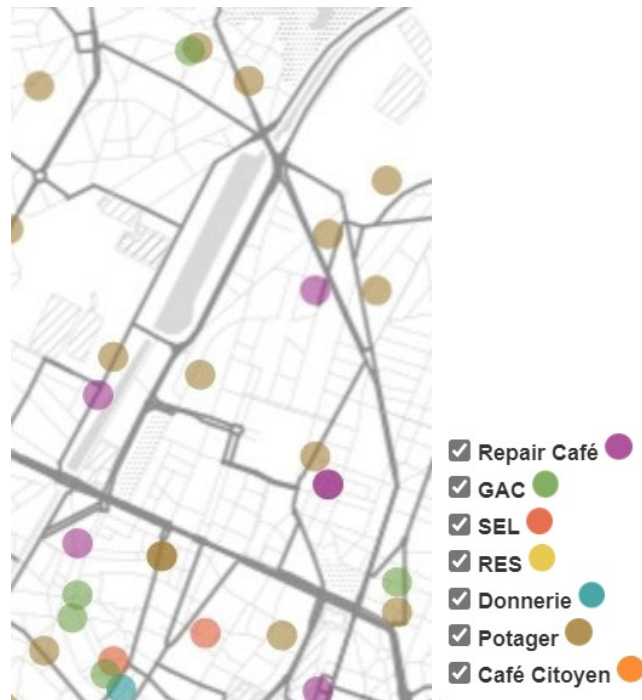 Repair Café
GAC
SEL
RES
Donnerie
Potager
Café Citoyen